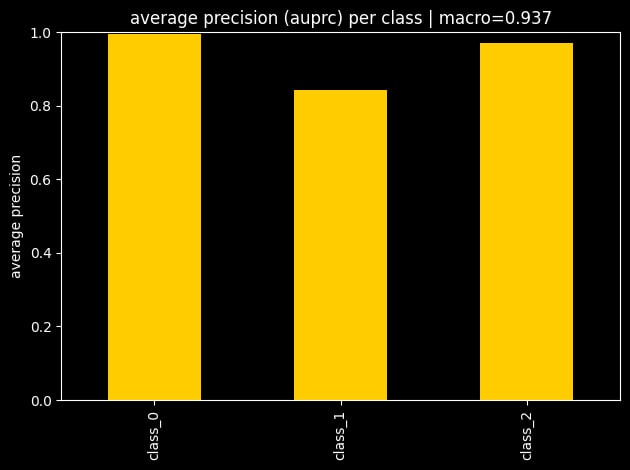 average precision (auprc) per class | macro=0.937
average precision
1.0
0.8
0.6
0.4
0.2
0.0
class_0
class_1
class_2